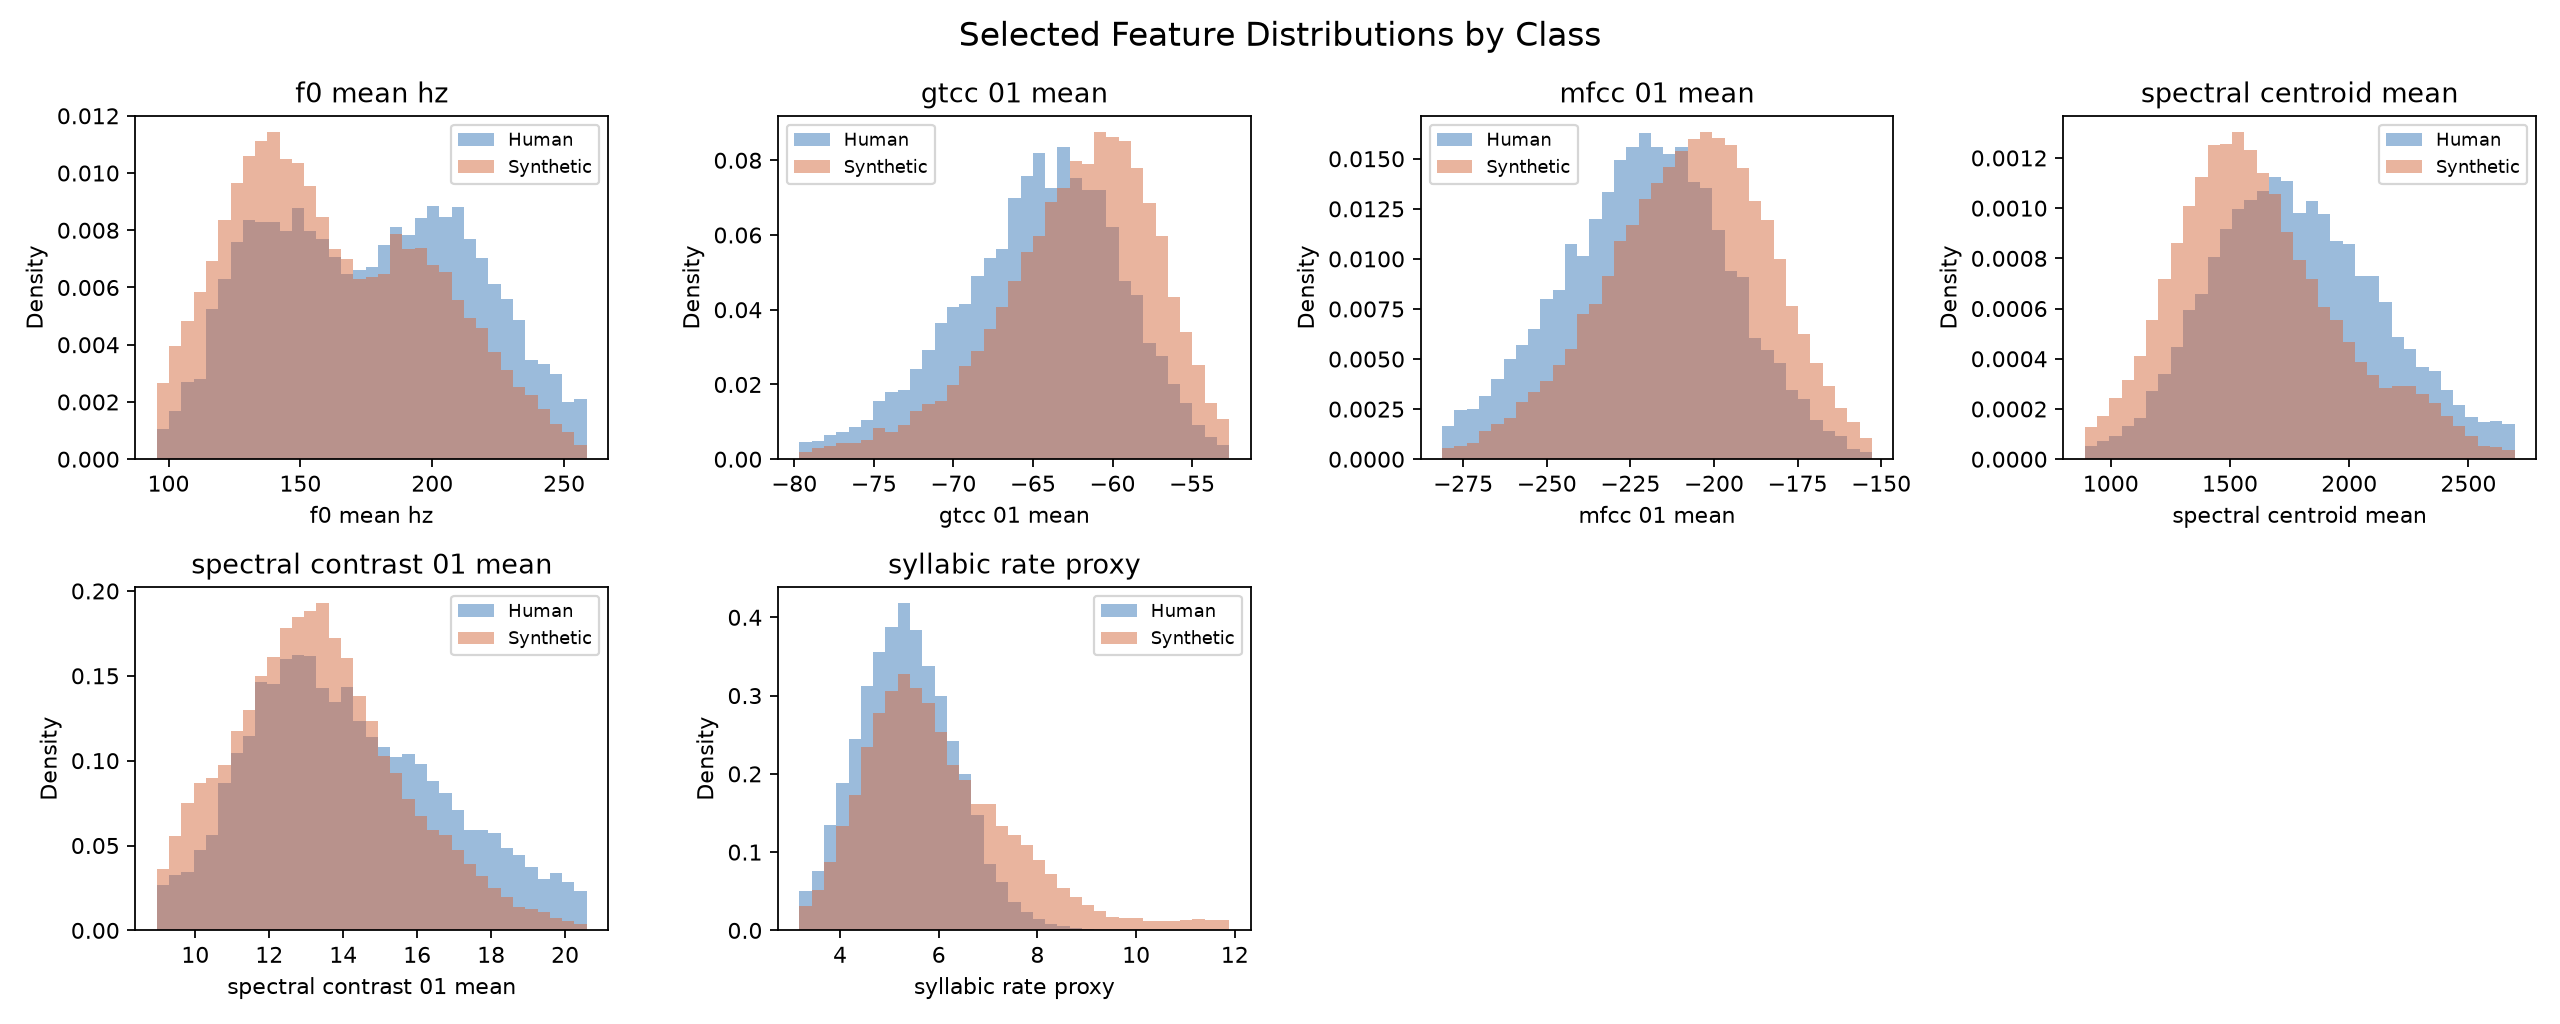 Selected Feature Distributions by Class
f0 mean hz
Density
0.012
0.010
0.008
0.006
0.004
0.002
0.000
Human
Synthetic
100 150 200 250
f0 mean hz
gtcc 01 mean
Density
0.08
0.06
0.04
0.02
0.00
Human
Synthetic
−80 −75 −70 −65 −60 −55
gtcc 01 mean
mfcc 01 mean
Density
0.0150
0.0125
0.0100
0.0075
0.0050
0.0025
0.0000
Human
Synthetic
−275 −250 −225 −200 −175 −150
mfcc 01 mean
spectral centroid mean
Density
0.0012
0.0010
0.0008
0.0006
0.0004
0.0002
0.0000
Human
Synthetic
1000 1500 2000 2500
spectral centroid mean
spectral contrast 01 mean
Density
0.20
0.15
0.10
0.05
0.00
Human
Synthetic
10 12 14 16 18 20
spectral contrast 01 mean
syllabic rate proxy
Density
0.4
0.3
0.2
0.1
0.0
Human
Synthetic
4 6 8 10 12
syllabic rate proxy